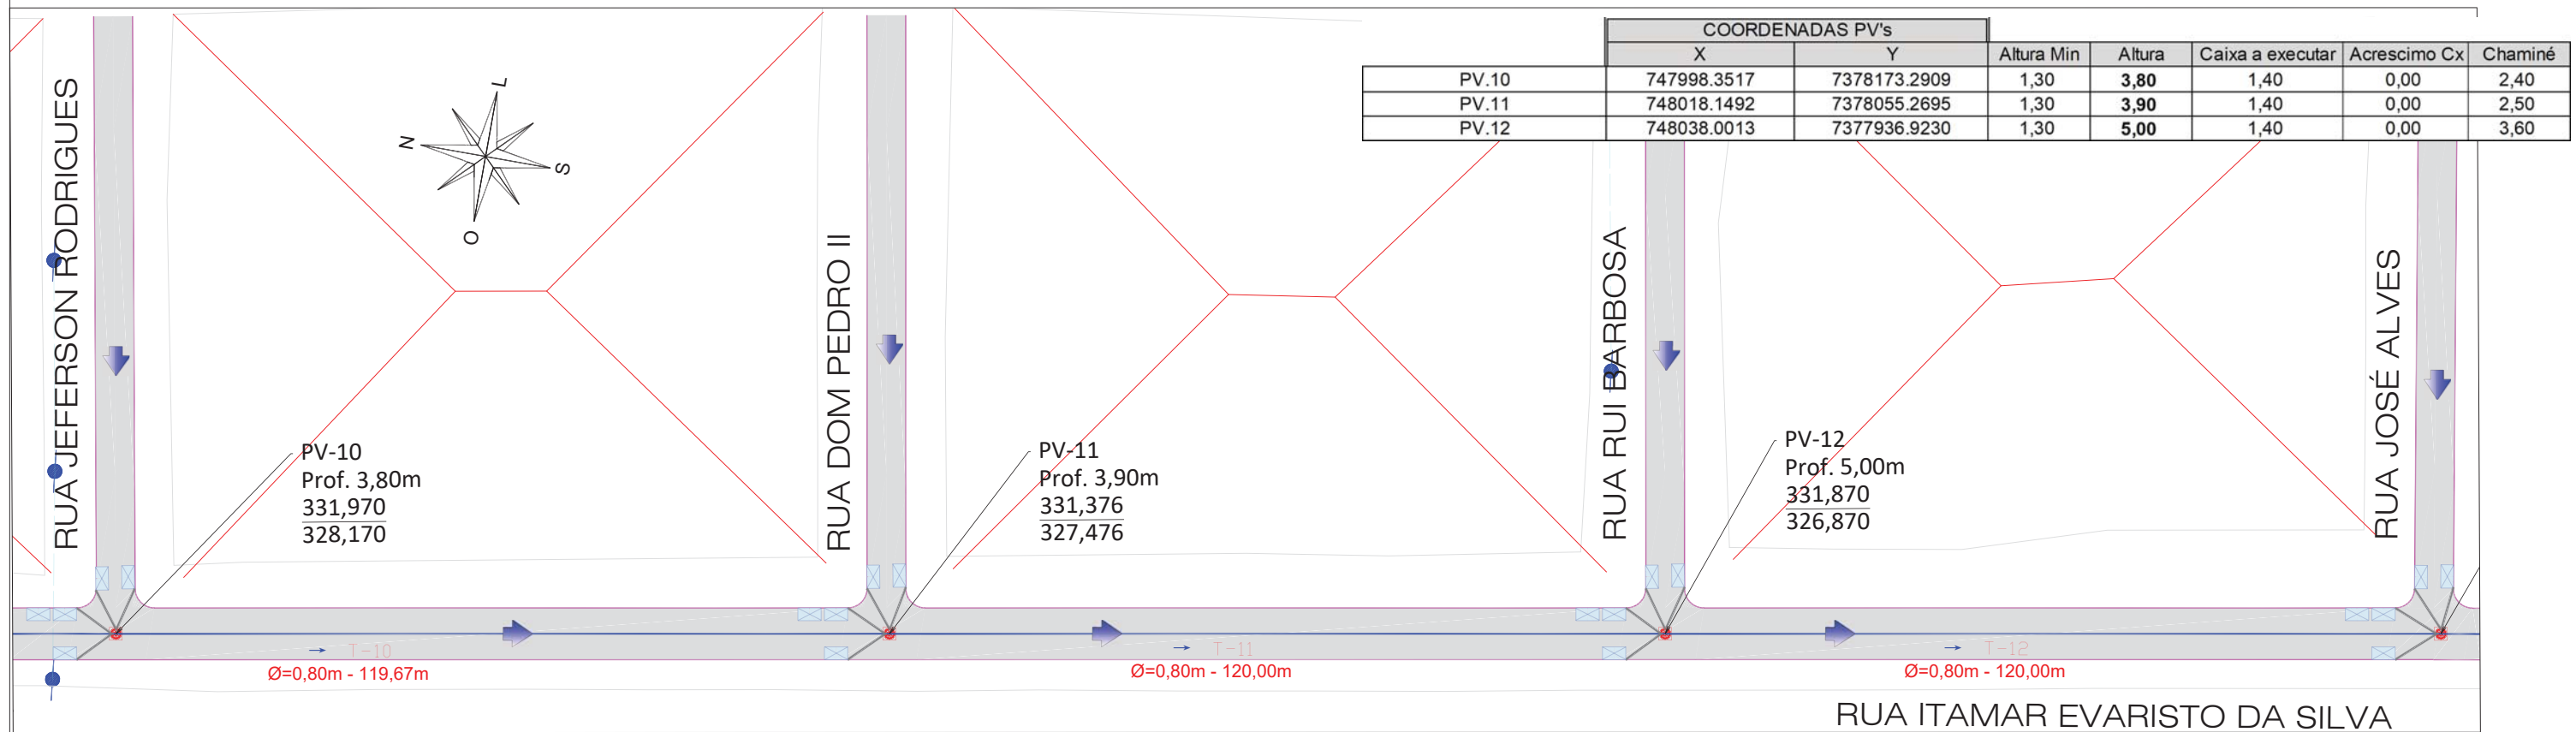 COORDENADAS PV's
X Y Altura Min Altura Caixa a executar Acrescimo Cx Chaminé
PV.10 747998.3517 7378173.2909 1,30 3,80 1,40 0,00 2,40
PV.11 748018.1492 7378055.2695 1,30 3,90 1,40 0,00 2,50
PV.12 748038.0013 7377936.9230 1,30 5,00 1,40 0,00 3,60
L
N
S
O
RUA JEFERSON RODRIGUES
RUA DOM PEDRO II
RUA RUI BARBOSA
RUA JOSÉ ALVES
PV-10
Prof. 3,80m
331,970
328,170
PV-11
Prof. 3,90m
331,376
327,476
PV-12
Prof. 5,00m
331,870
326,870
T-10
T-11
T-12
Ø=0,80m - 119,67m
Ø=0,80m - 120,00m
Ø=0,80m - 120,00m
RUA ITAMAR EVARISTO DA SILVA